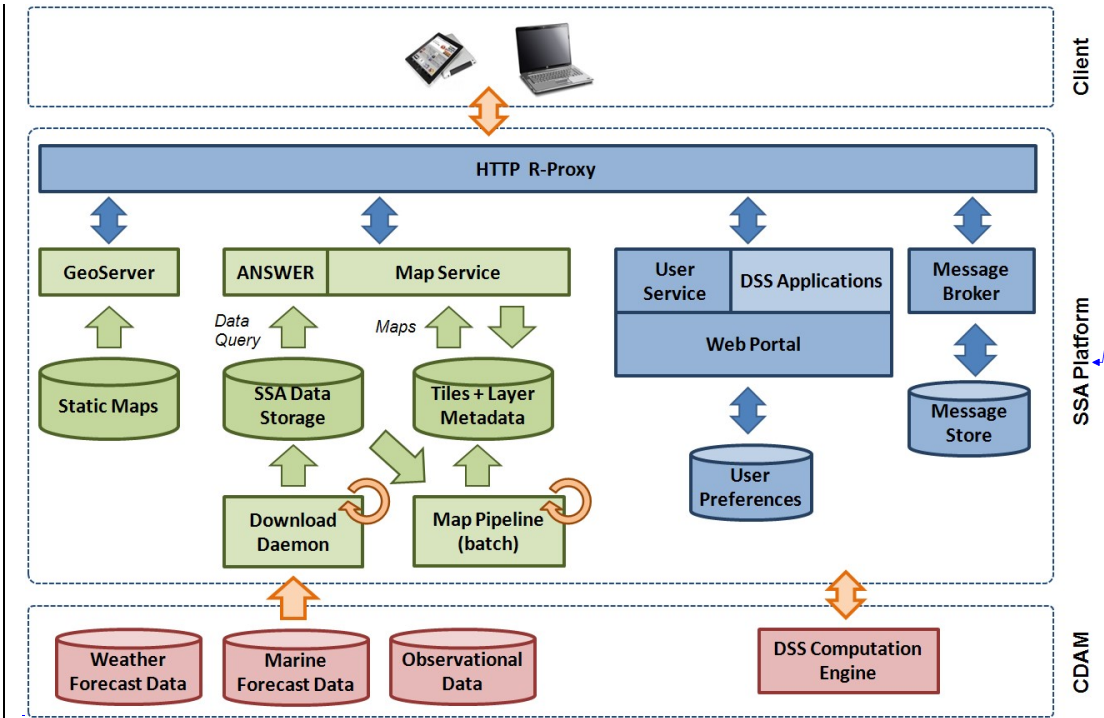 Client
HTTP R-Proxy
GeoServer
ANSWER
Map Service
User
Service
DSS Applications
Message
Broker
Web Portal
Data
Query
Maps
Static Maps
SSA Data
Storage
Tiles + Layer
Metadata
Message
Store
User
Preferences
SSA Platform
Download
Daemon
Map Pipeline
(batch)
Weather
Forecast Data
Marine
Forecast Data
Observational
Data
DSS Computation
Engine
CDAM